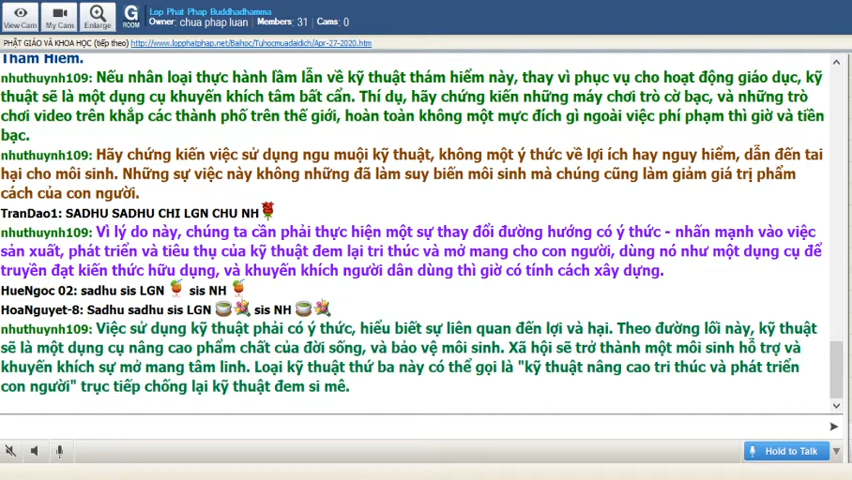 View Cam
My Cam
Enlarge
G
ROOM
Lop Phat Phap Buddhadhamma
Owner: chua phap luan Members: 31 Cams: 0
PHẬT GIÁO VÀ KHOA HỌC (tiếp theo) http://www.lopphatphap.net/Baihoc/Tuhocmuadaidich/Apr-27-2020.htm
Thám Hiểm.
nhuthuynh109: Nếu nhân loại thực hành lầm lẫn về kỹ thuật thám hiểm này, thay vì phục vụ cho hoạt động giáo dục, kỹ
thuật sẽ là một dụng cụ khuyến khích tâm bất cẩn. Thí dụ, hãy chứng kiến những máy chơi trò cờ bạc, và những trò
chơi video trên khắp các thành phố trên thế giới, hoàn toàn không một mực đích gì ngoài việc phí phạm thì giờ và tiền
bạc.
nhuthuynh109: Hãy chứng kiến việc sử dụng ngu muội kỹ thuật, không một ý thức về lợi ích hay nguy hiểm, dẫn đến tai
hại cho môi sinh. Những sự việc này không những đã làm suy biến môi sinh mà chúng cũng làm giảm giá trị phẩm
cách của con người.
TranDao1: SADHU SADHU CHI LGN CHU NH
nhuthuynh109: Vì lý do này, chúng ta cần phải thực hiện một sự thay đổi đường hướng có ý thức - nhấn mạnh vào việc
sản xuất, phát triển và tiêu thụ của kỹ thuật đem lại tri thúc và mở mang cho con người, dùng nó như một dụng cụ để
truyền đạt kiến thức hữu dụng, và khuyến khích người dân dùng thì giờ có tính cách xây dựng.
HueNgoc 02: sadhu sis LGN sis NH
HoaNguyet-8: Sadhu sadhu sis LGN sis NH
nhuthuynh109: Việc sử dụng kỹ thuật phải có ý thức, hiểu biết sự liên quan đến lợi và hại. Theo đường lối này, kỹ thuật
sẽ là một dụng cụ nâng cao phẩm chất của đời sống, và bảo vệ môi sinh. Xã hội sẽ trở thành một môi sinh hỗ trợ và
khuyến khích sự mở mang tâm linh. Loại kỹ thuật thứ ba này có thể gọi là "kỹ thuật nâng cao tri thúc và phát triển
con người" trục tiếp chống lại kỹ thuật đem si mê.
Hold to Talk